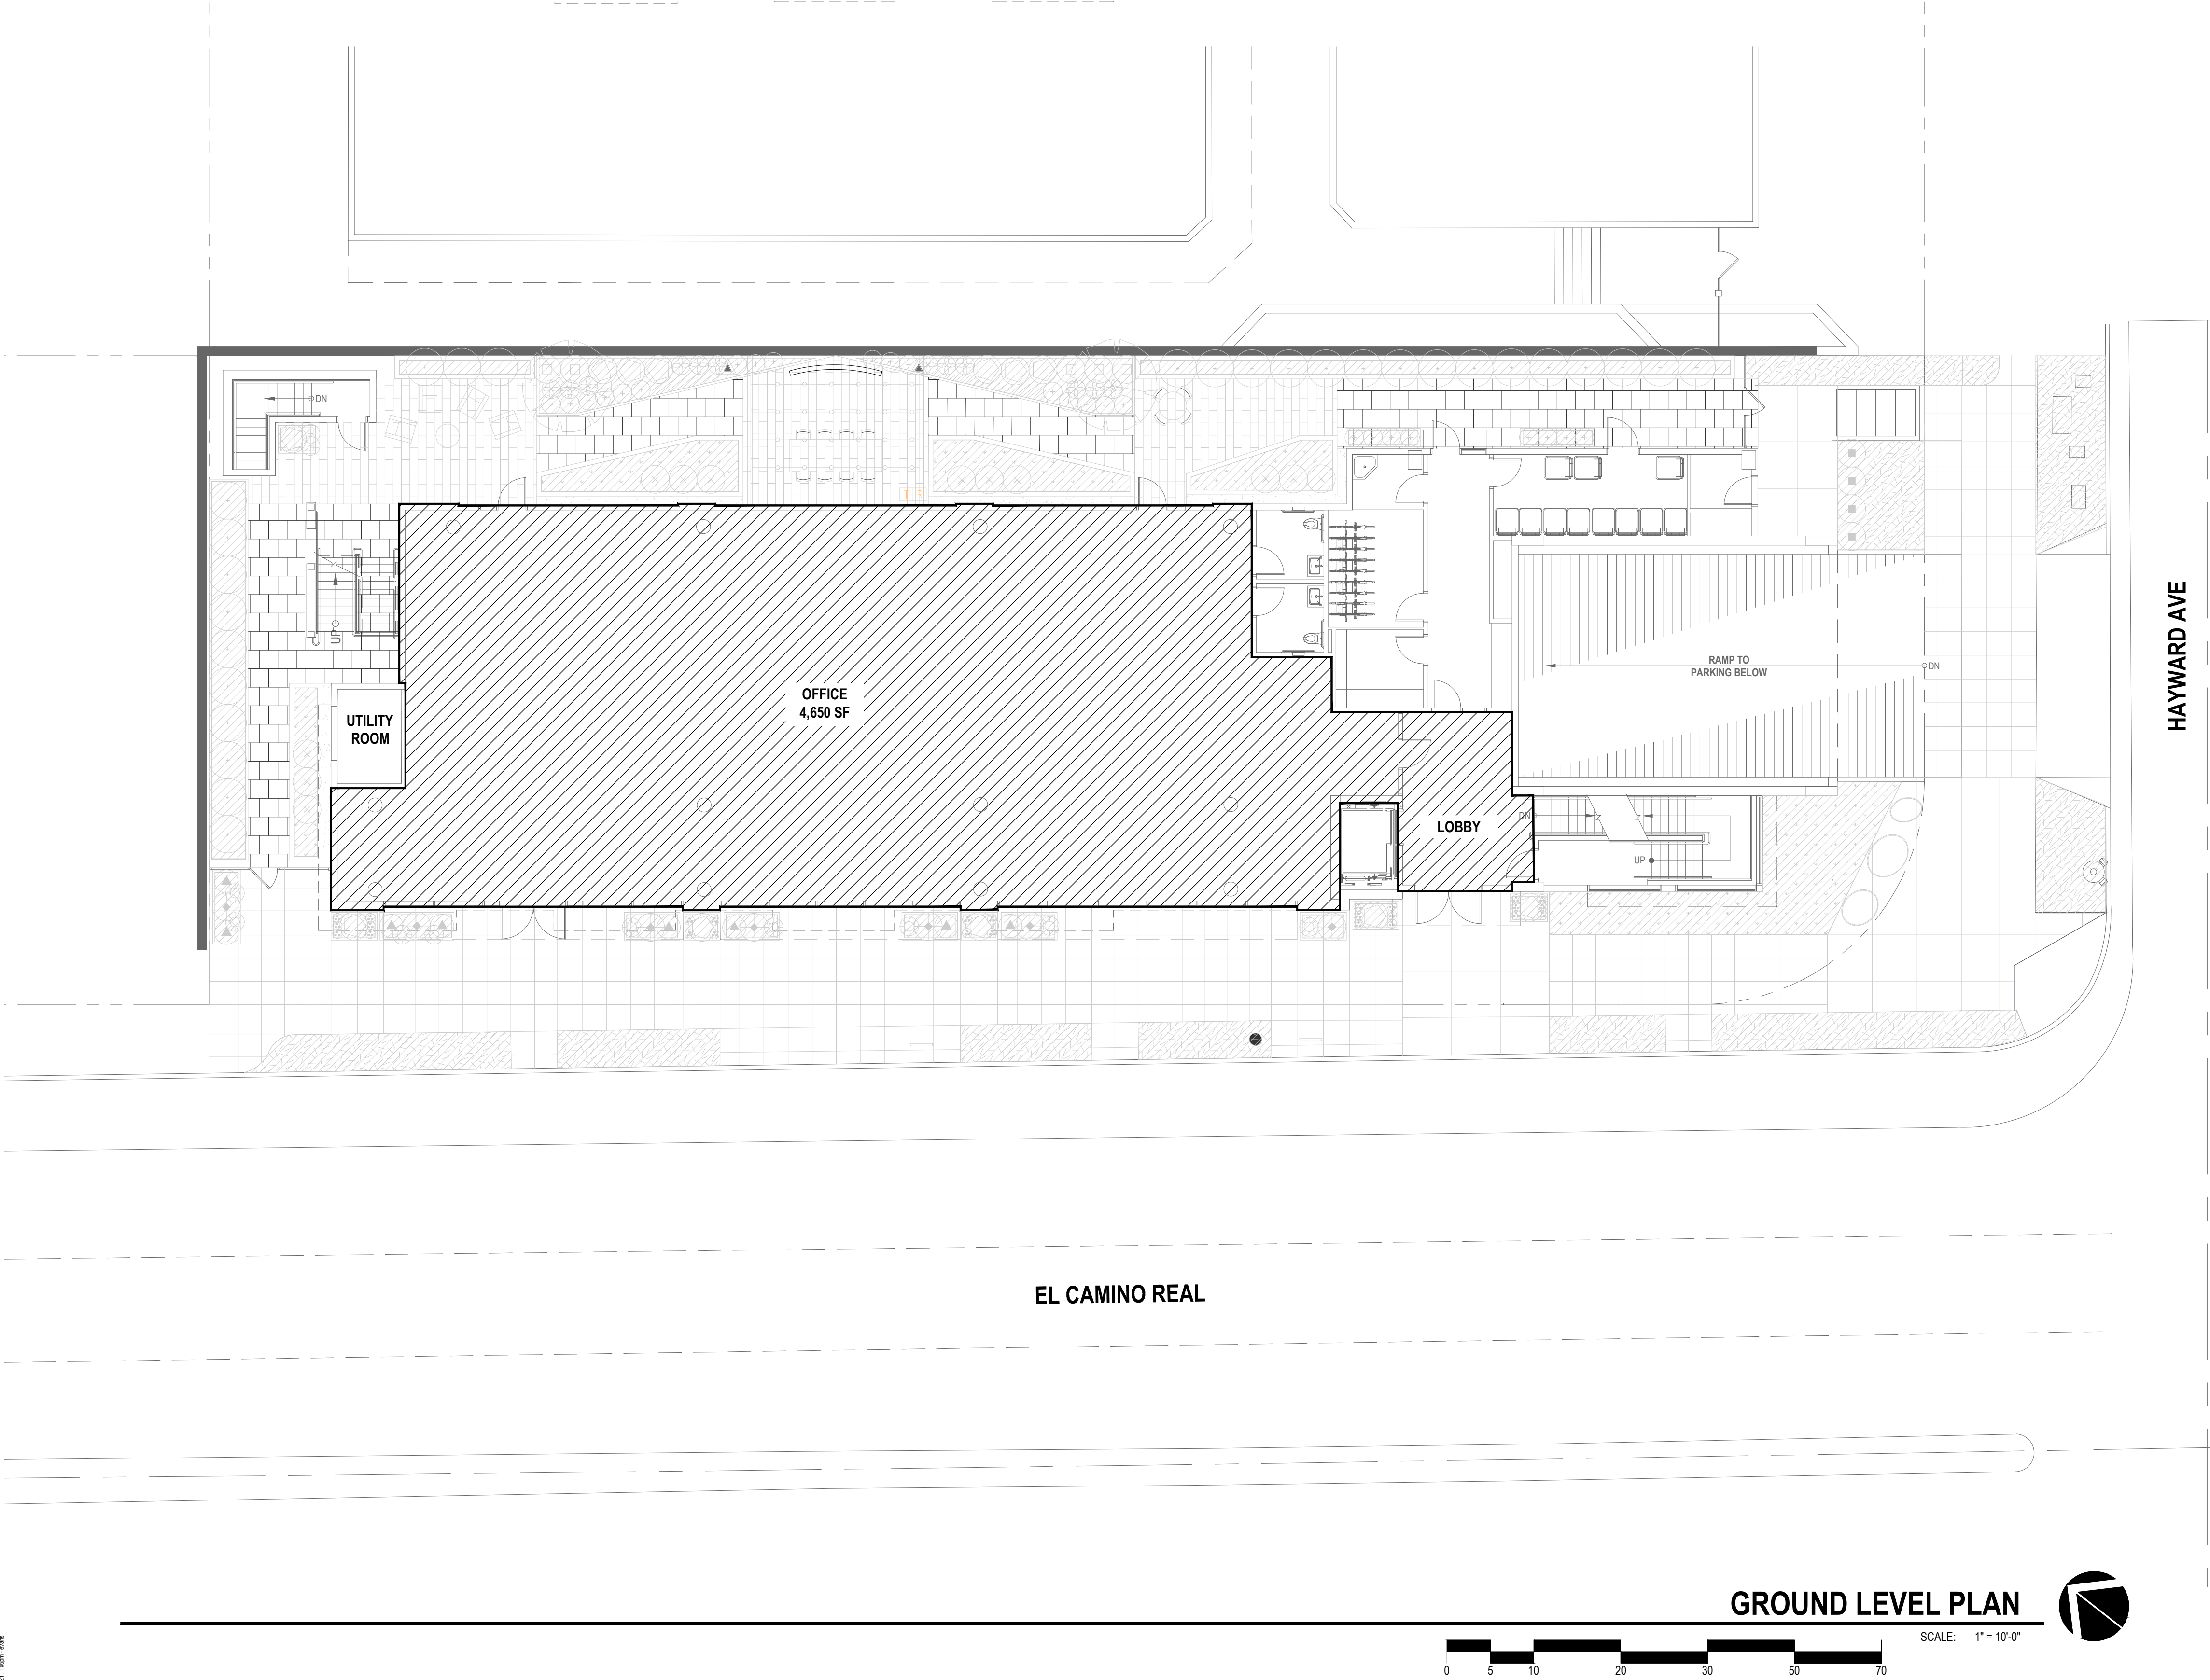 DN
UP
HAYWARD AVE
RAMP TO
PARKING BELOW
DN
OFFICE
4,650 SF
UTILITY
ROOM
LOBBY
DN
UP
EL CAMINO REAL
GROUND LEVEL PLAN
SCALE: 1" = 10'-0"
0 5 10 20 30 50 70